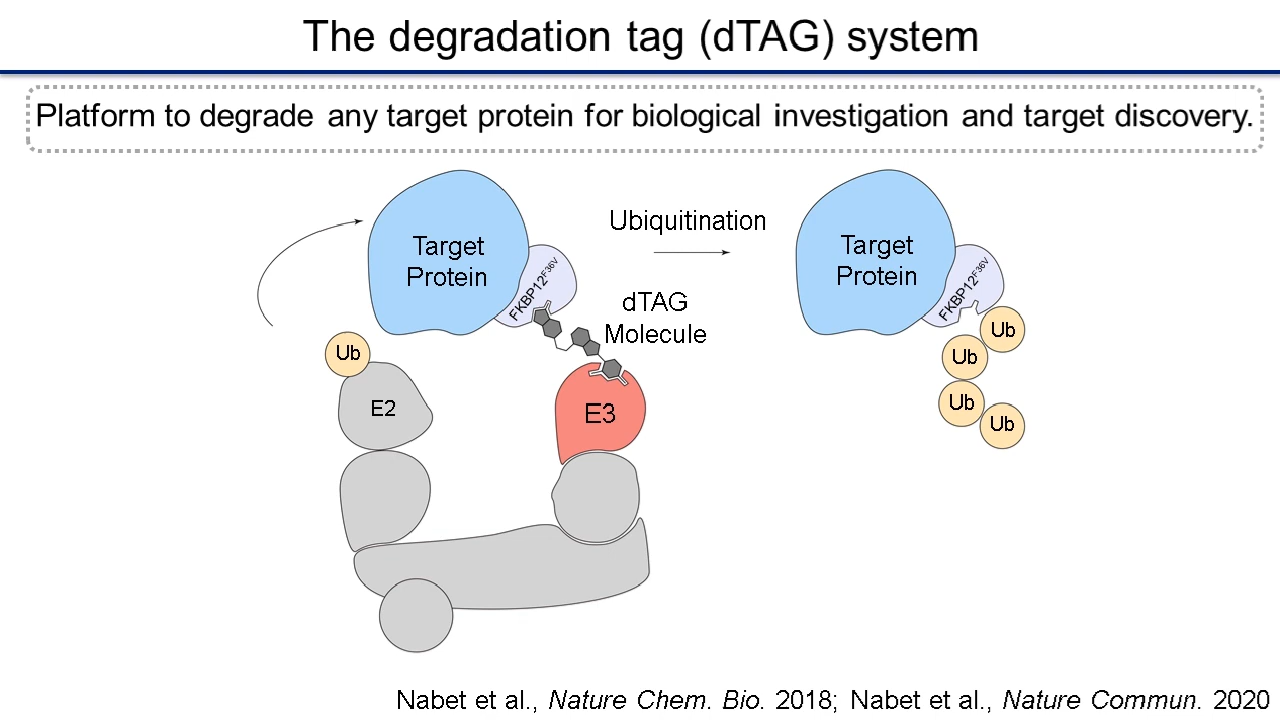 The degradation tag (dTAG) system
Platform to degrade any target protein for biological investigation and target discovery.
Target
Protein
FKBP12F36V
Ubiquitination
dTAG
Molecule
Ub
E2
E3
Target
Protein
FKBP12F36V
Ub
Ub
Ub
Ub
Nabet et al., Nature Chem. Bio. 2018; Nabet et al., Nature Commun. 2020